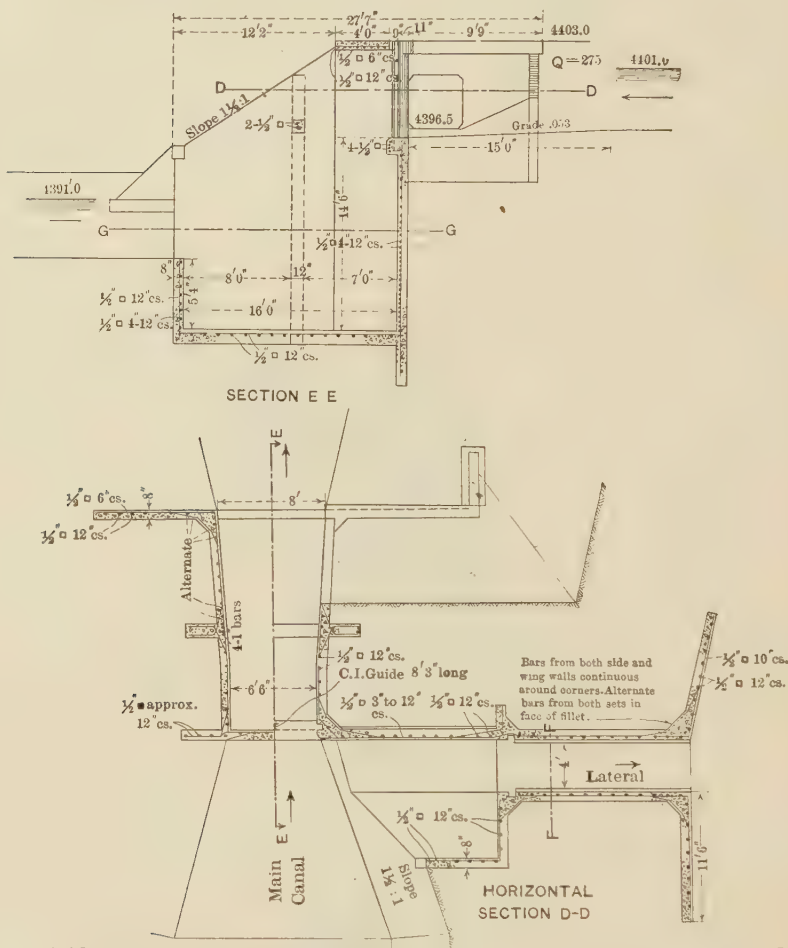 27'7"
12'2" 4'0" 9" 11" 9'9" 4403.0
½" □ 6" cs.
½" □ 12" cs.
Q = 275 4401.0
D D
Slope 1½:1
4396.5
Grade .053
2-½" □
4-½" □ 15'0"
4391.0
14'6"
G G
½" □ 4"-12" cs.
8" 8'0" 12" 7'0"
½" □ 12" cs.
5'4"
16'0"
½" □ 4"-12" cs.
½" □ 12" cs.
SECTION E E
E
½" □ 6" cs. 8" 8'
½" □ 12" cs.
Alternate
4-1 bars
½" □ 12" cs.
C.I. Guide 8'3" long
6'6"
½" ■ approx.
12" cs.
½" □ 3" to 12" cs.
½" □ 12" cs.
Bars from both side and
wing walls continuous
around corners. Alternate
bars from both sets in
face of fillet.
½" □ 10" cs.
½" □ 12" cs.
F
4'
Lateral
½" □ 12" cs.
E
F
8"
11'6"
Main
Canal
Slope
1½:1
HORIZONTAL
SECTION D-D